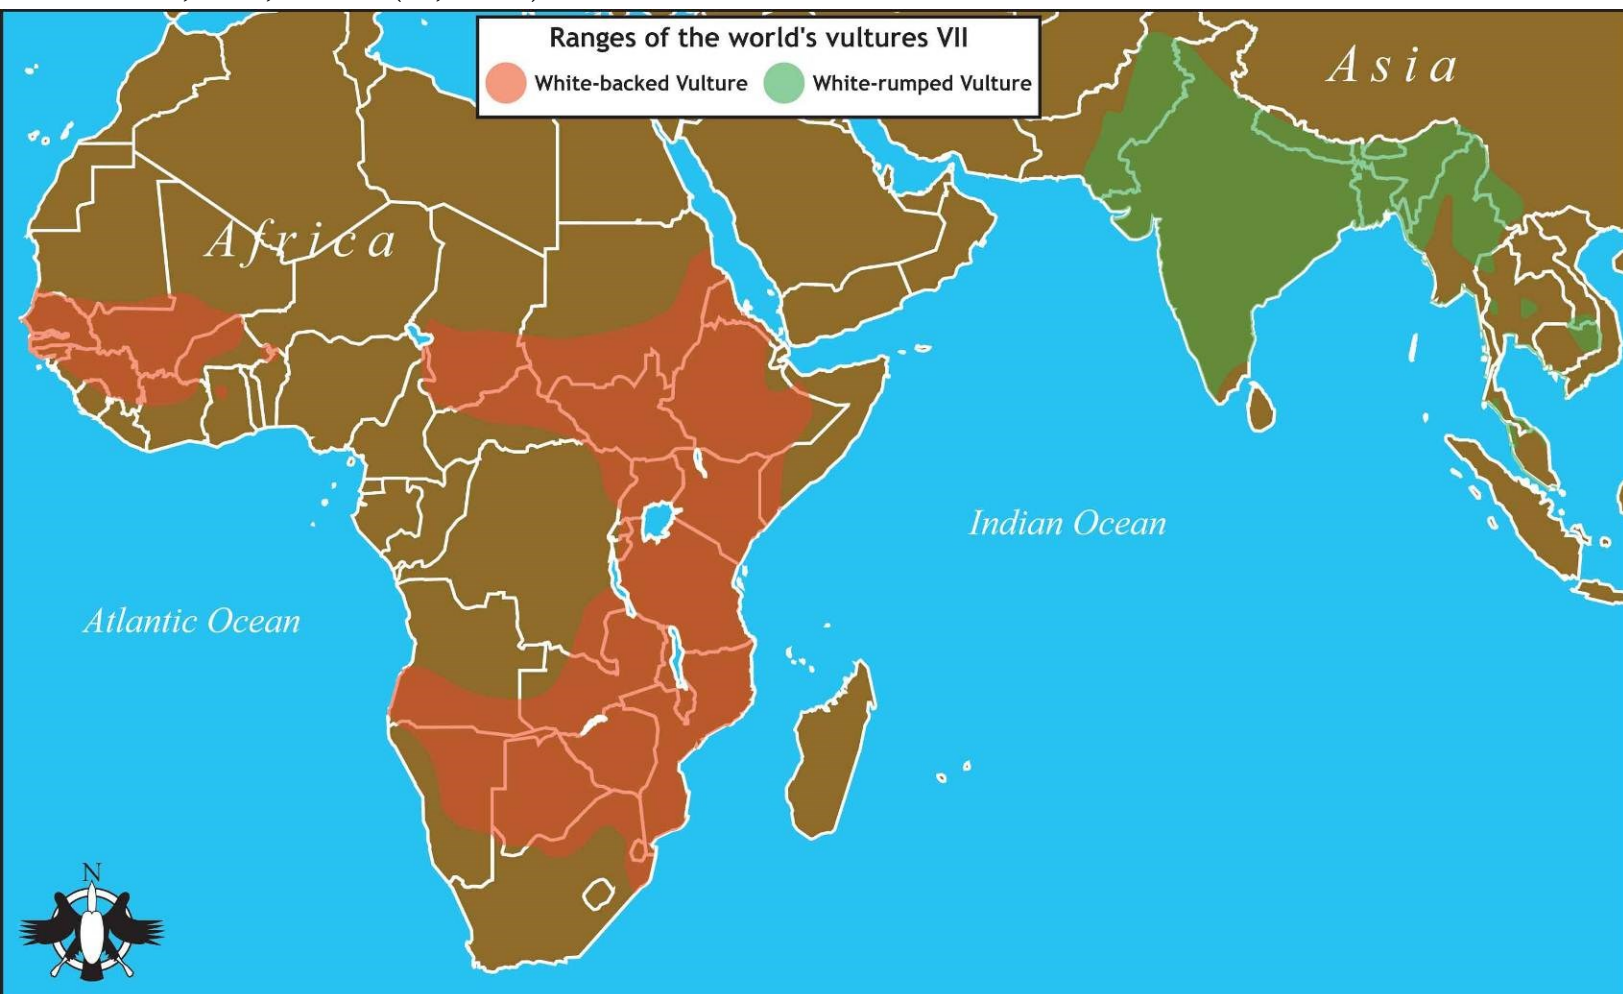 Ranges of the world's vultures VII
White-backed Vulture White-rumped Vulture
Asia
Africa
Indian Ocean
Atlantic Ocean
N